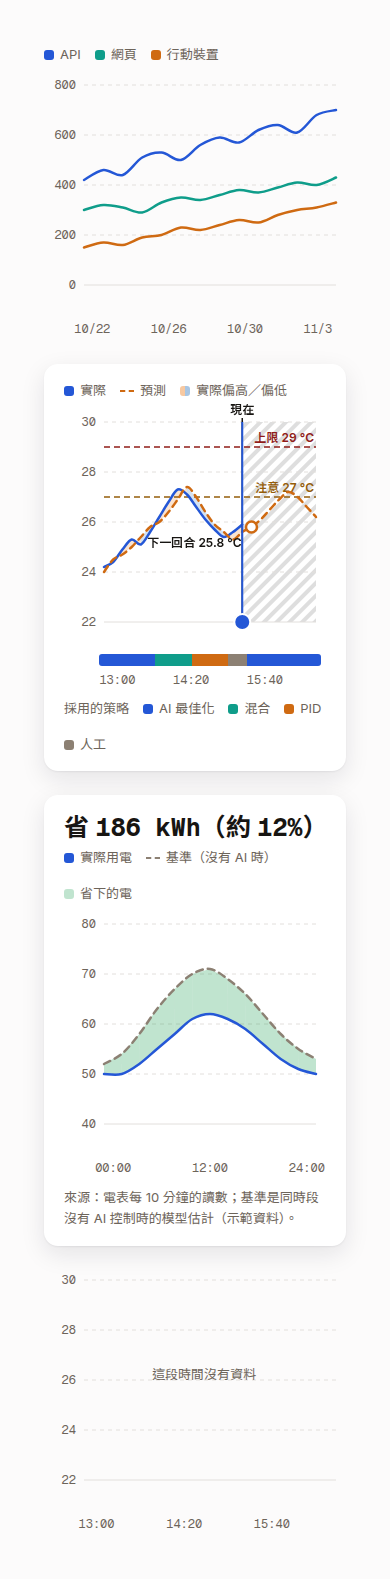 API 網頁 行動裝置
800
600
400
200
0
10/22 10/26 10/30 11/3
實際 預測 實際偏高／偏低
現在
30
上限 29 °C
28
注意 27 °C
26
下一回合 25.8 °C
24
22
13:00 14:20 15:40
採用的策略 AI 最佳化 混合 PID
人工
省 186 kWh（約 12%）
實際用電 基準（沒有 AI 時）
省下的電
80
70
60
50
40
00:00 12:00 24:00
來源：電表每 10 分鐘的讀數；基準是同時段
沒有 AI 控制時的模型估計（示範資料）。
30
28
這段時間沒有資料
26
24
22
13:00 14:20 15:40